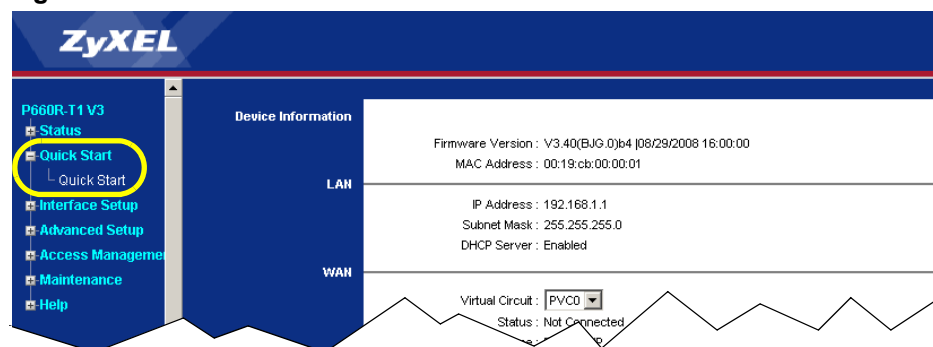 ZyXEL
P660R-T1 V3
Status
Quick Start
Quick Start
Interface Setup
Advanced Setup
Access Managemer
Maintenance
Help
Device Information
Firmware Version : V3.40(BJG.0)b4 |08/29/2008 16:00:00
MAC Address : 00:19:cb:00:00:01
LAN
IP Address : 192.168.1.1
Subnet Mask : 255.255.255.0
DHCP Server : Enabled
WAN
Virtual Circuit : PVC0
Status : Not Connected